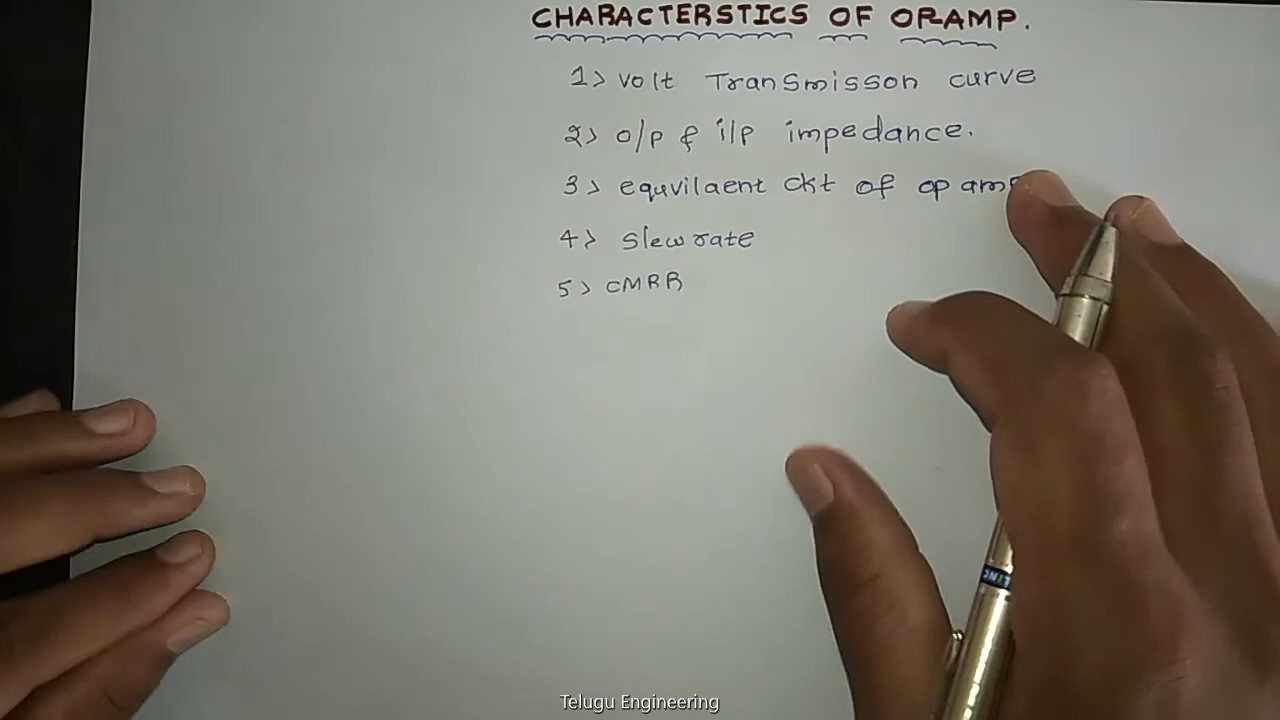 CHARACTERSTICS OF OPAMP.
1> volt Transmisson curve
2> o/p & i/p impedance.
3> equvilaent ckt of op amp
4> Slew rate
5> CMRR
Telugu Engineering